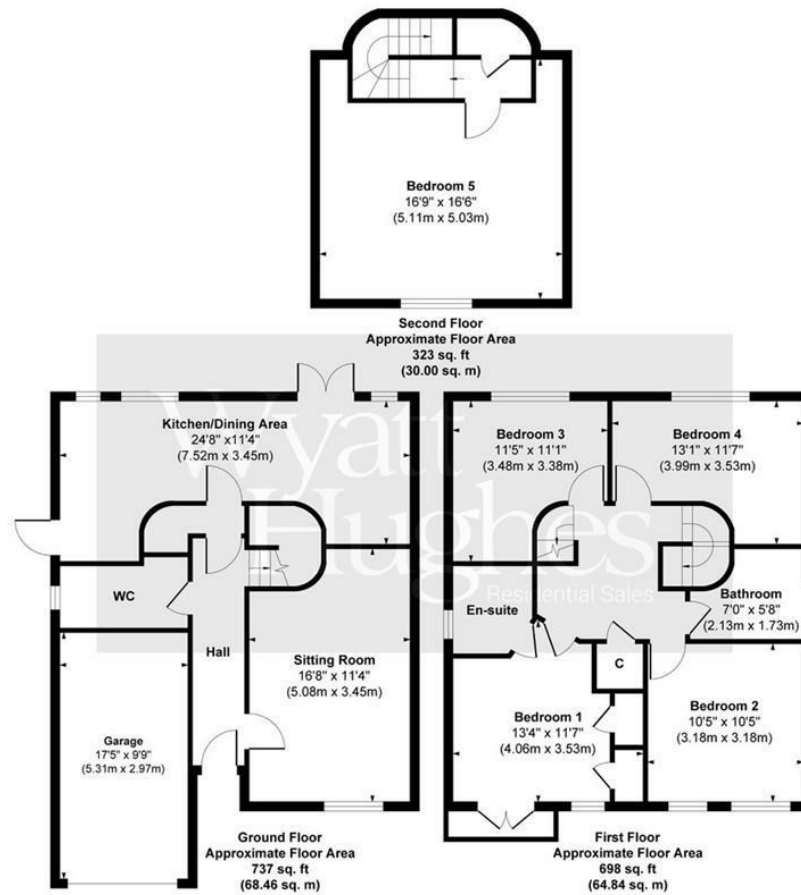 Bedroom 5
16'9" x 16'6"
(5.11m x 5.03m)
Second Floor
Approximate Floor Area
323 sq. ft
(30.00 sq. m)
Kitchen/Dining Area
24'8" x11'4"
(7.52m x 3.45m)
WC
Hall
Sitting Room
16'8" x 11'4"
(5.08m x 3.45m)
Garage
17'5" x 9'9"
(5.31m x 2.97m)
Ground Floor
Approximate Floor Area
737 sq. ft
(68.46 sq. m)
Bedroom 3
11'5" x 11'1"
(3.48m x 3.38m)
Bedroom 4
13'1" x 11'7"
(3.99m x 3.53m)
En-suite
Bathroom
7'0" x 5'8"
(2.13m x 1.73m)
C
Bedroom 1
13'4" x 11'7"
(4.06m x 3.53m)
Bedroom 2
10'5" x 10'5"
(3.18m x 3.18m)
First Floor
Approximate Floor Area
698 sq. ft
(64.84 sq. m)
Wyatt
Hughes
Residential Sales